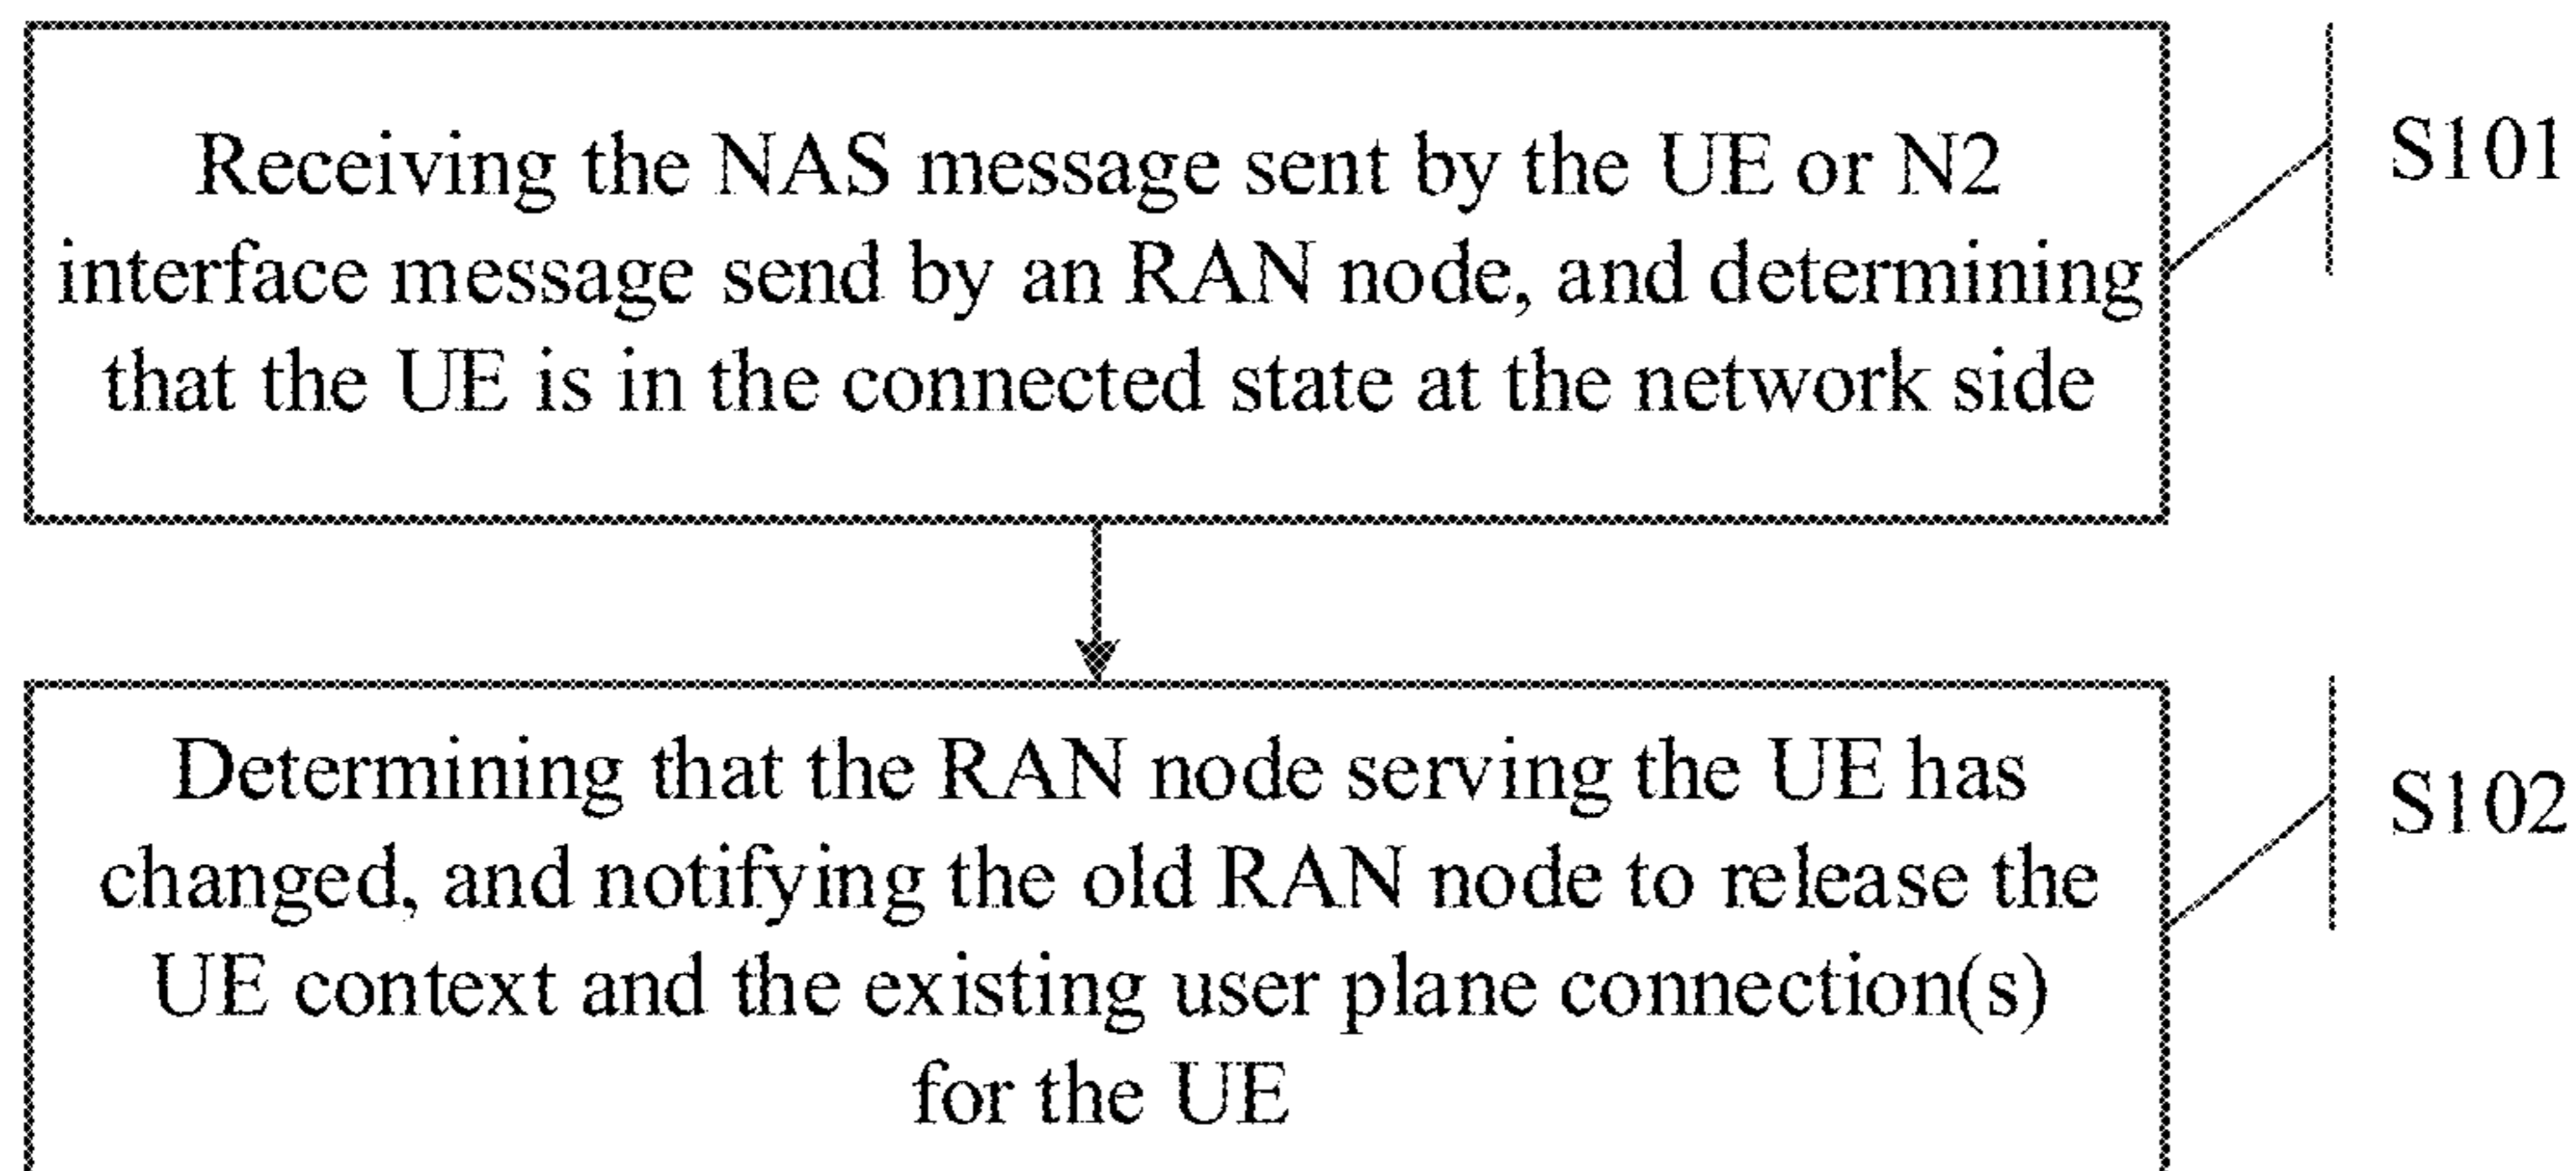 Receiving the NAS message sent by the UE or N2
interface message send by an RAN node, and determining
that the UE is in the connected state at the network side
S101
Determining that the RAN node serving the UE has
changed, and notifying the old RAN node to release the
UE context and the existing user plane connection(s)
for the UE
S102